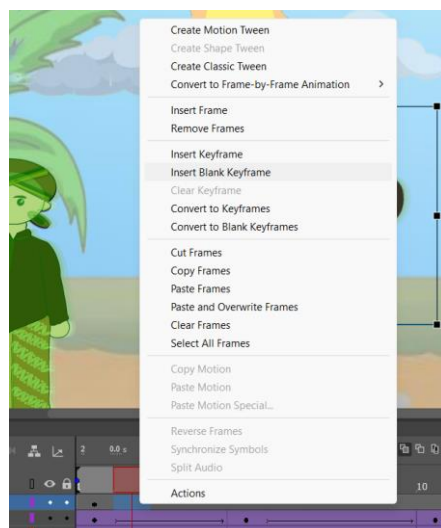 Create Motion Tween
Create Shape Tween
Create Classic Tween
Convert to Frame-by-Frame Animation >
Insert Frame
Remove Frames
Insert Keyframe
Insert Blank Keyframe
Clear Keyframe
Convert to Keyframes
Convert to Blank Keyframes
Cut Frames
Copy Frames
Paste Frames
Paste and Overwrite Frames
Clear Frames
Select All Frames
Copy Motion
Paste Motion
Paste Motion Special...
Reverse Frames
Synchronize Symbols
Split Audio
Actions
2 0.0 s
10